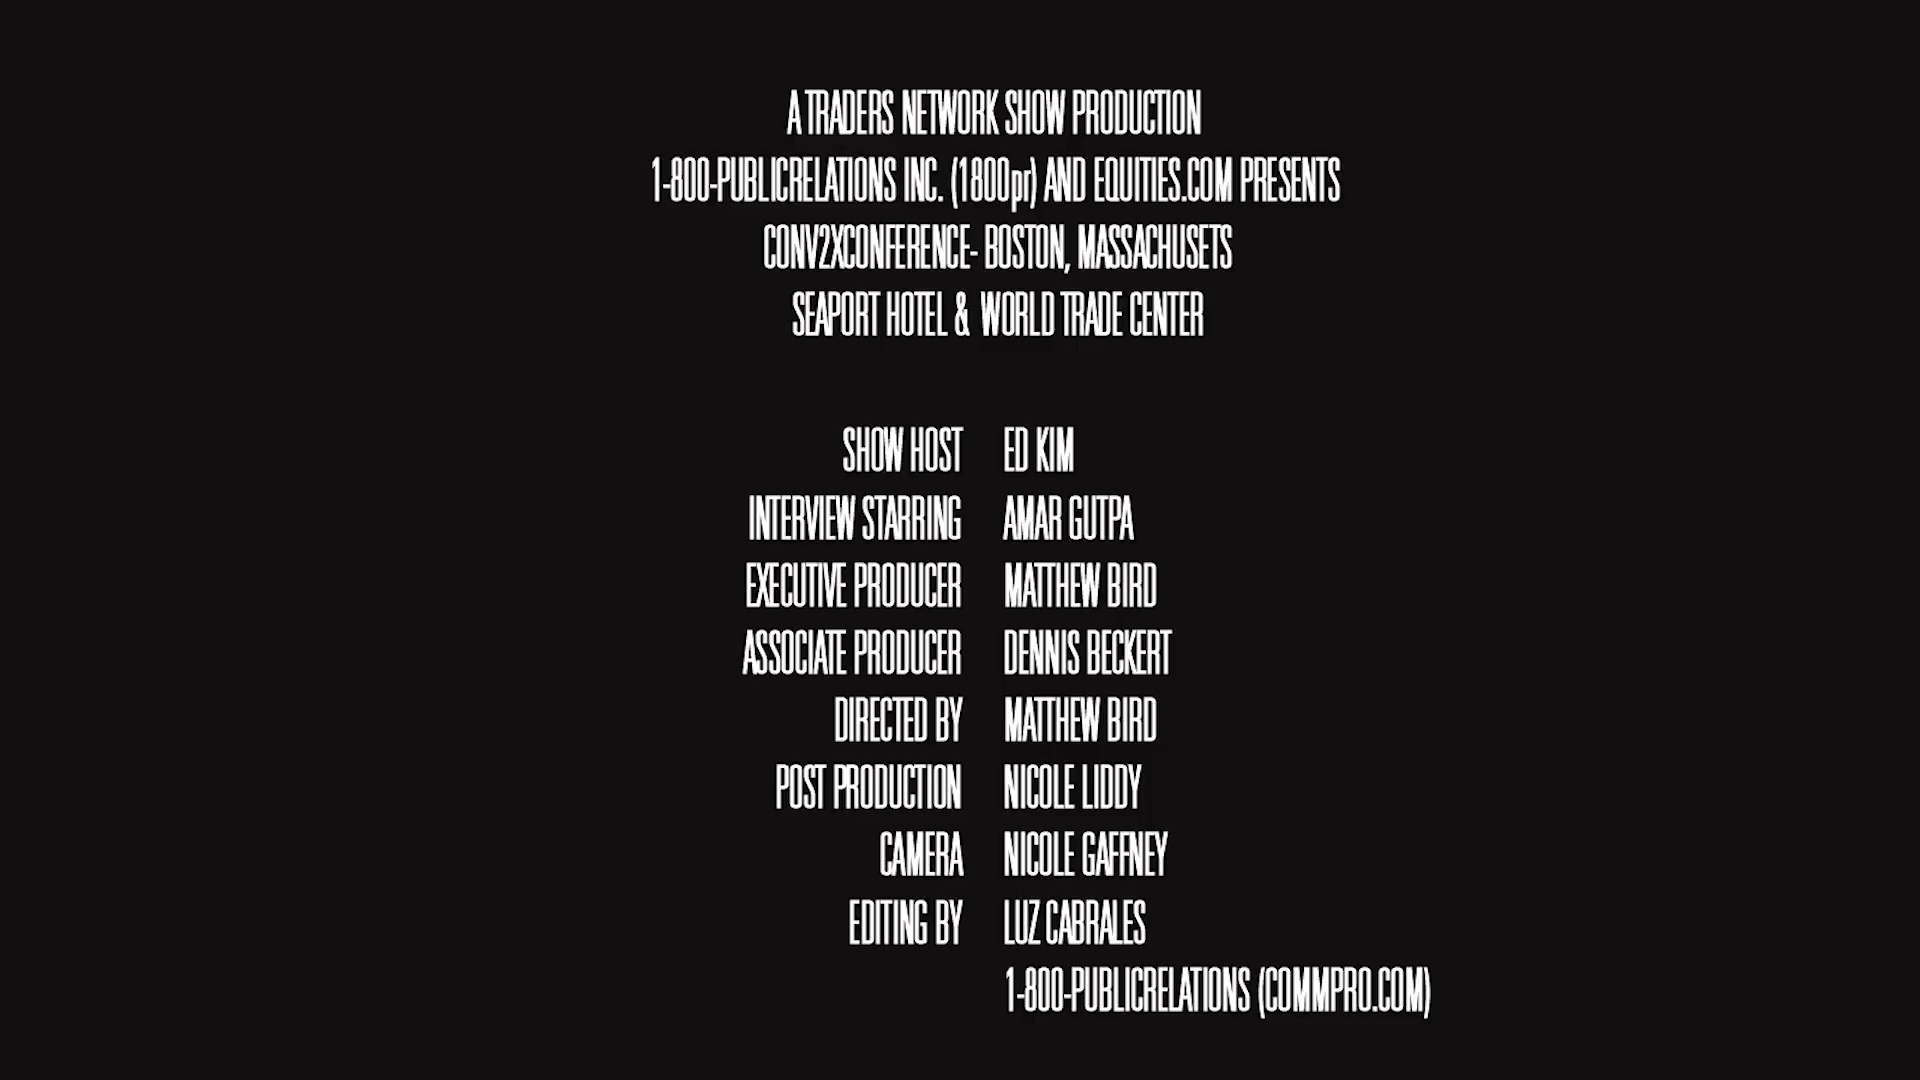 A TRADERS NETWORK SHOW PRODUCTION
1-800-PUBLICRELATIONS INC. (1800pr) AND EQUITIES.COM PRESENTS
CONV2XCONFERENCE- BOSTON, MASSACHUSETS
SEAPORT HOTEL & WORLD TRADE CENTER
SHOW HOST ED KIM
INTERVIEW STARRING AMAR GUTPA
EXECUTIVE PRODUCER MATTHEW BIRD
ASSOCIATE PRODUCER DENNIS BECKERT
DIRECTED BY MATTHEW BIRD
POST PRODUCTION NICOLE LIDDY
CAMERA NICOLE GAFFNEY
EDITING BY LUZ CABRALES
1-800-PUBLICRELATIONS (COMMPRO.COM)